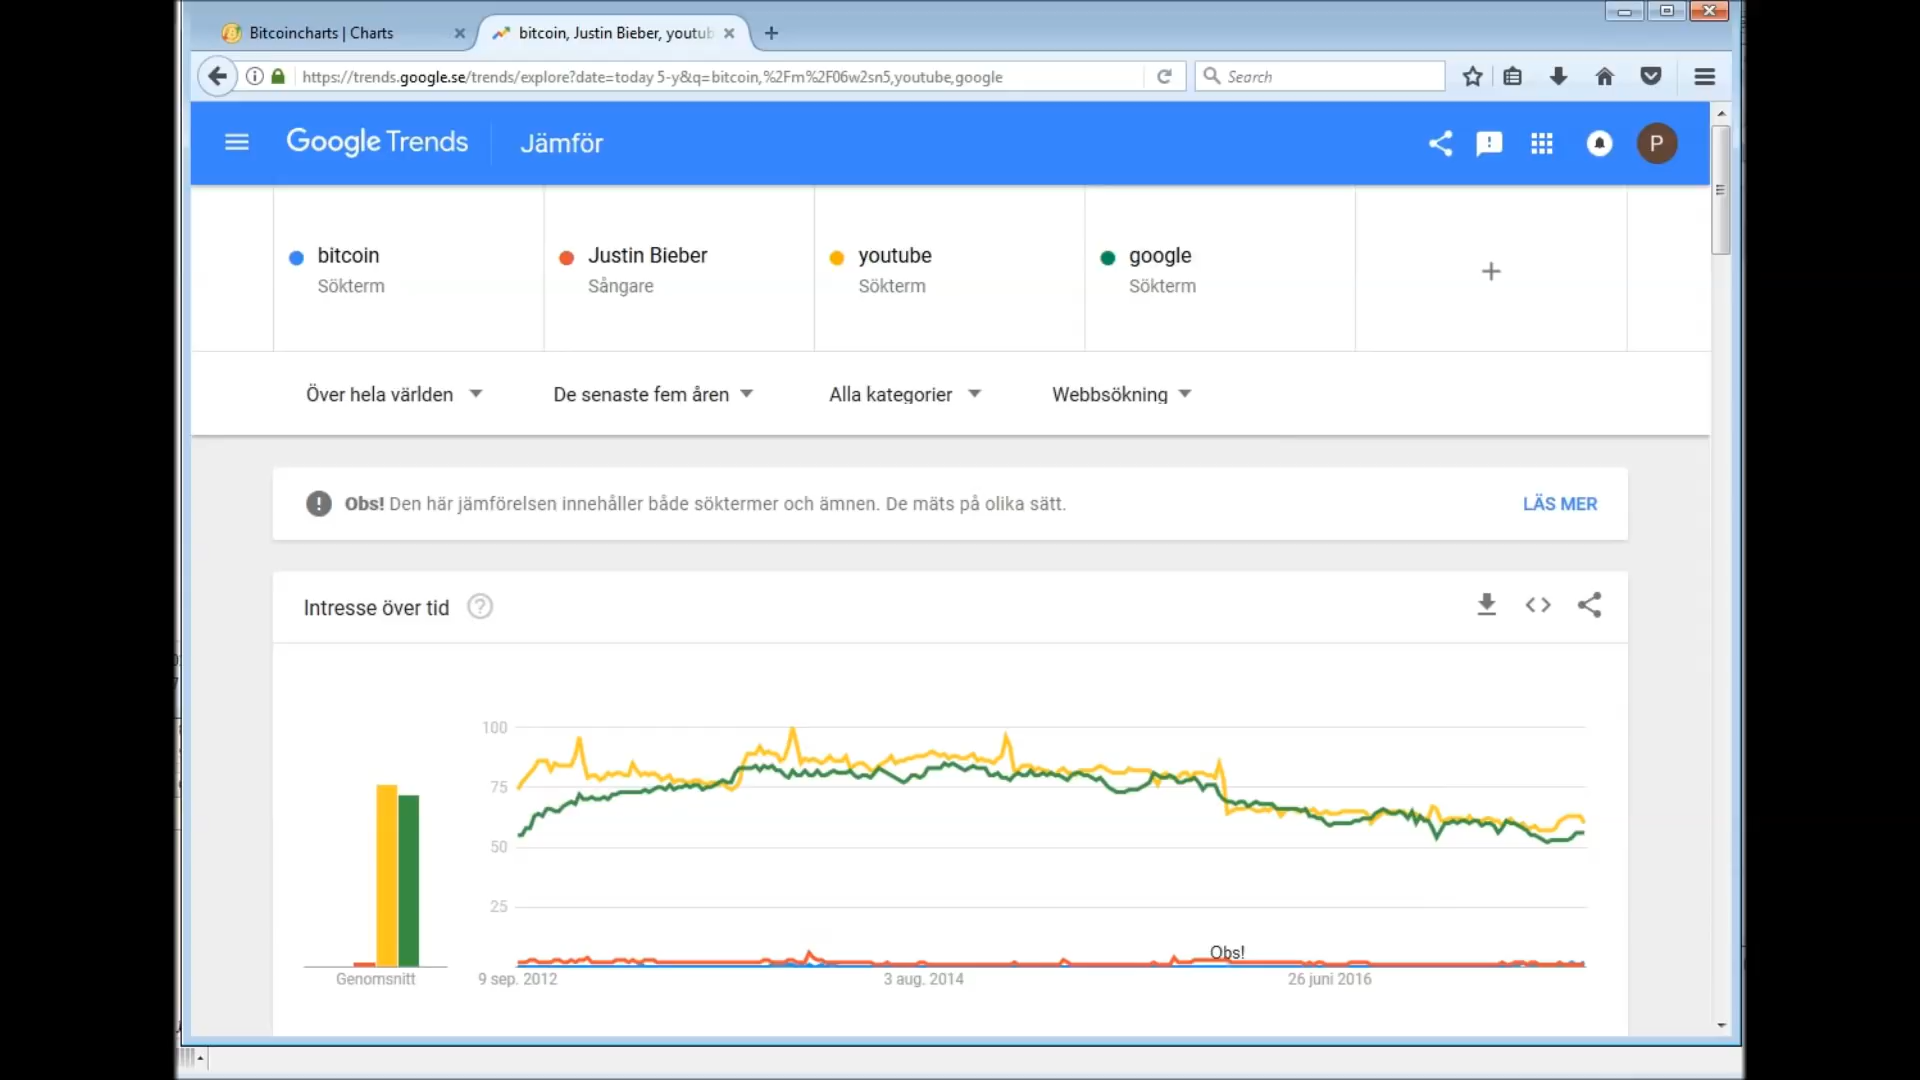 Bitcoincharts | Charts
bitcoin, Justin Bieber, youtub
https://trends.google.se/trends/explore?date=today 5-y&q=bitcoin,%2Fm%2F06w2sn5,youtube,google
Search
Google Trends
Jämför
P
bitcoin
Sökterm
Justin Bieber
Sångare
youtube
Sökterm
google
Sökterm
+
Över hela världen
De senaste fem åren
Alla kategorier
Webbsökning
Obs! Den här jämförelsen innehåller både söktermer och ämnen. De mäts på olika sätt.
LÄS MER
Intresse över tid
100
75
50
25
Obs!
Genomsnitt
9 sep. 2012
3 aug. 2014
26 juni 2016